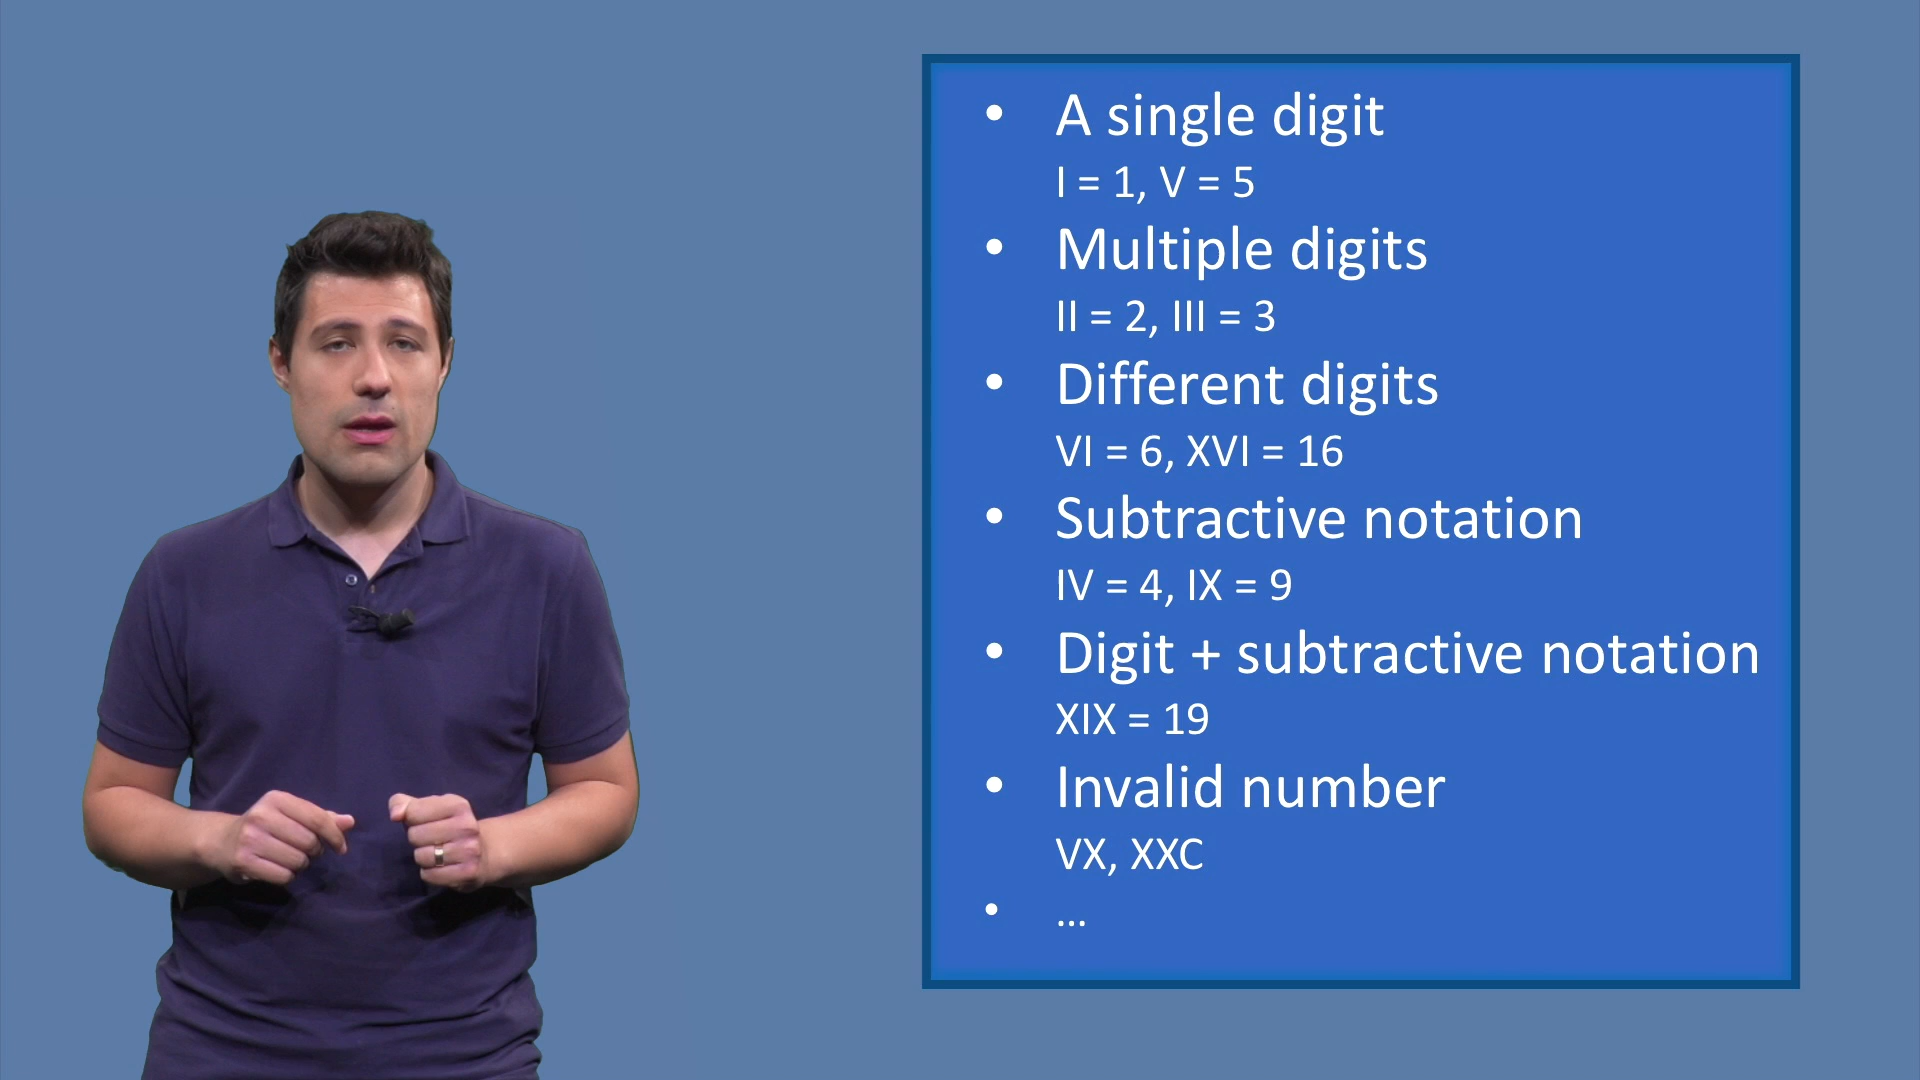 • A single digit
I = 1, V = 5
• Multiple digits
II = 2, III = 3
• Different digits
VI = 6, XVI = 16
• Subtractive notation
IV = 4, IX = 9
• Digit + subtractive notation
XIX = 19
• Invalid number
VX, XXC
• ...